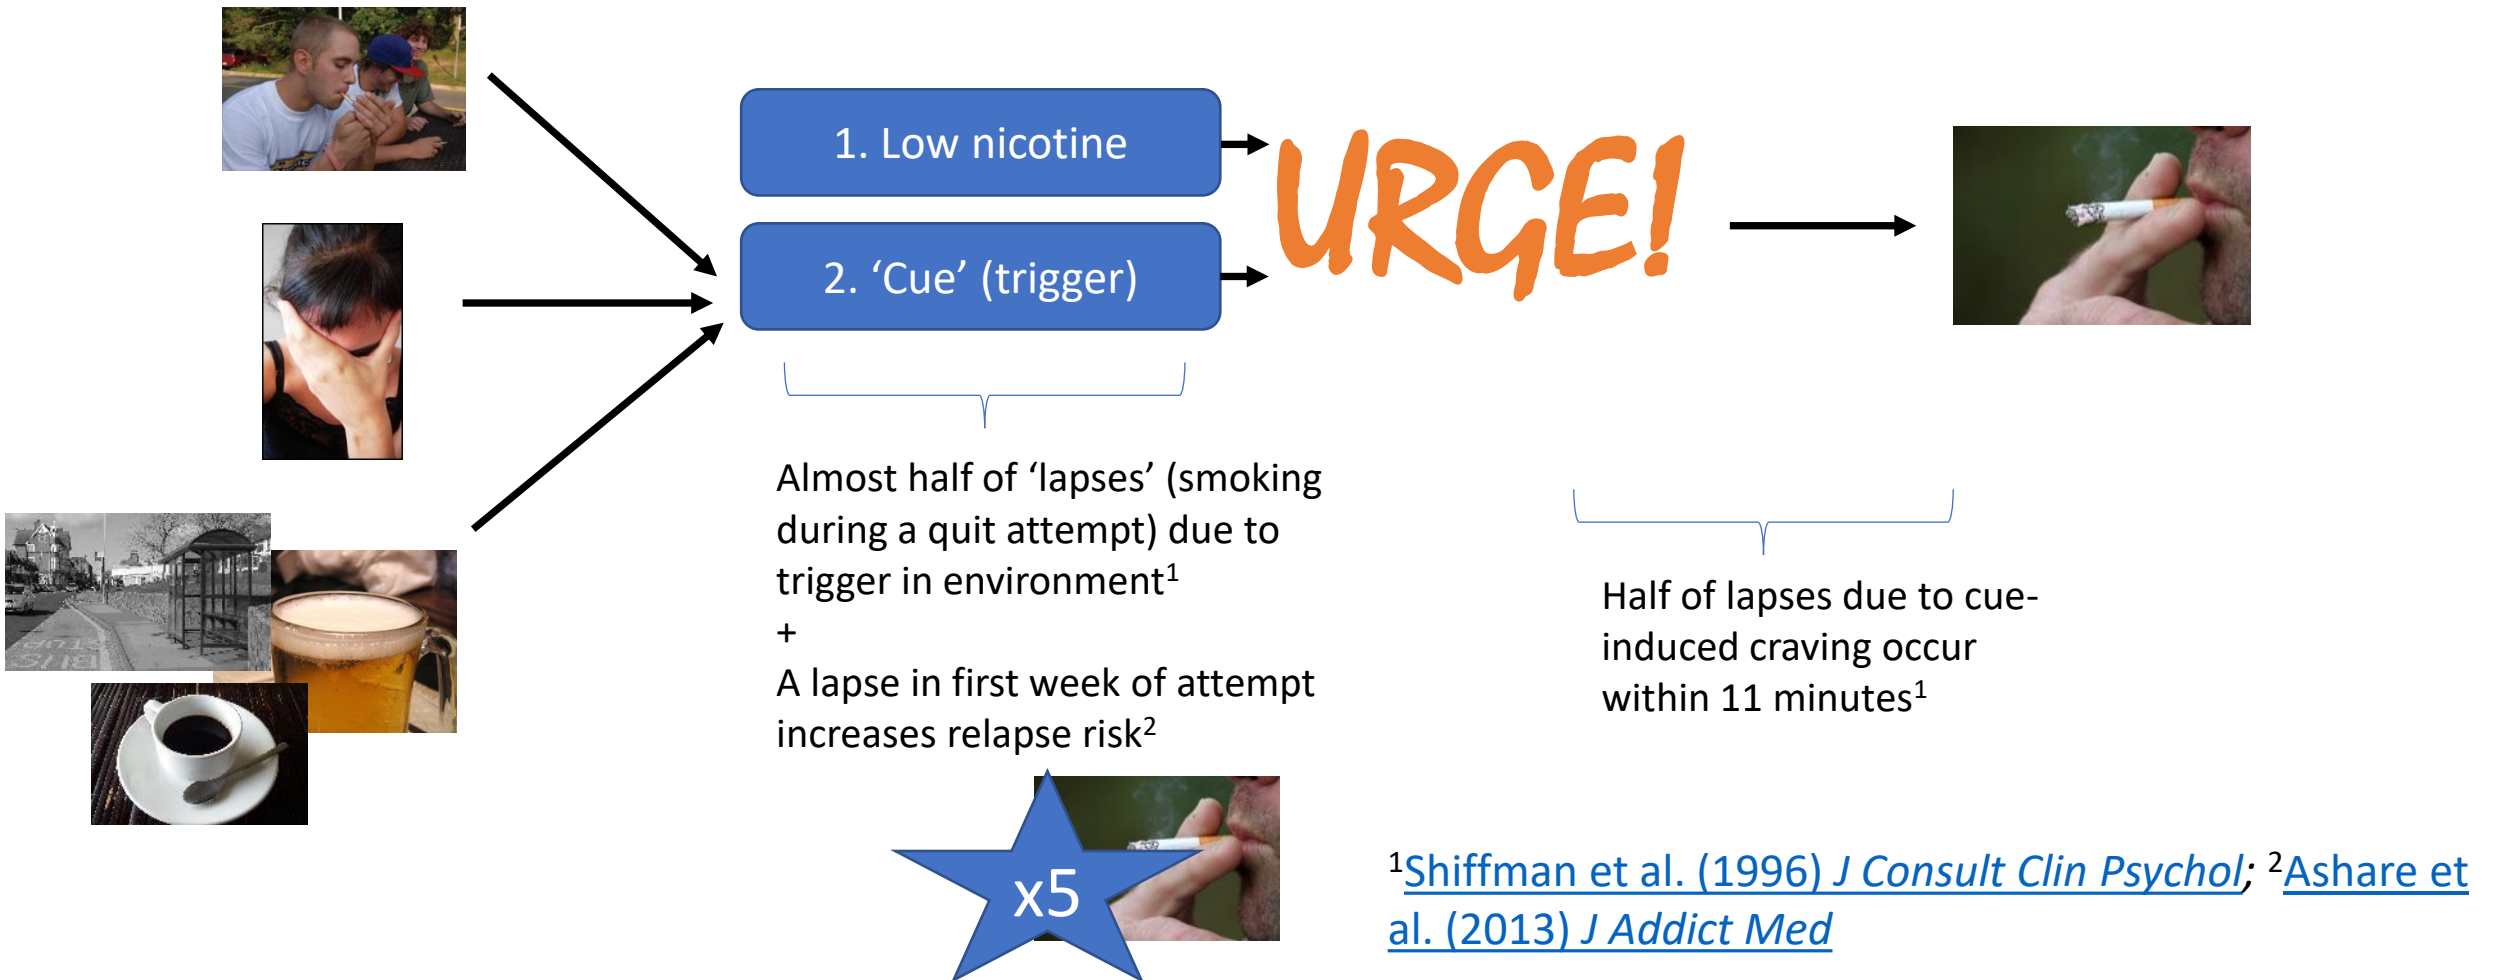 1. Low nicotine
2. ‘Cue’ (trigger)
URGE!
Almost half of ‘lapses’ (smoking
during a quit attempt) due to
trigger in environment¹
+
A lapse in first week of attempt
increases relapse risk²
x5
Half of lapses due to cue-
induced craving occur
within 11 minutes¹
¹Shiffman et al. (1996) J Consult Clin Psychol; ²Ashare et
al. (2013) J Addict Med
BUS
STOP